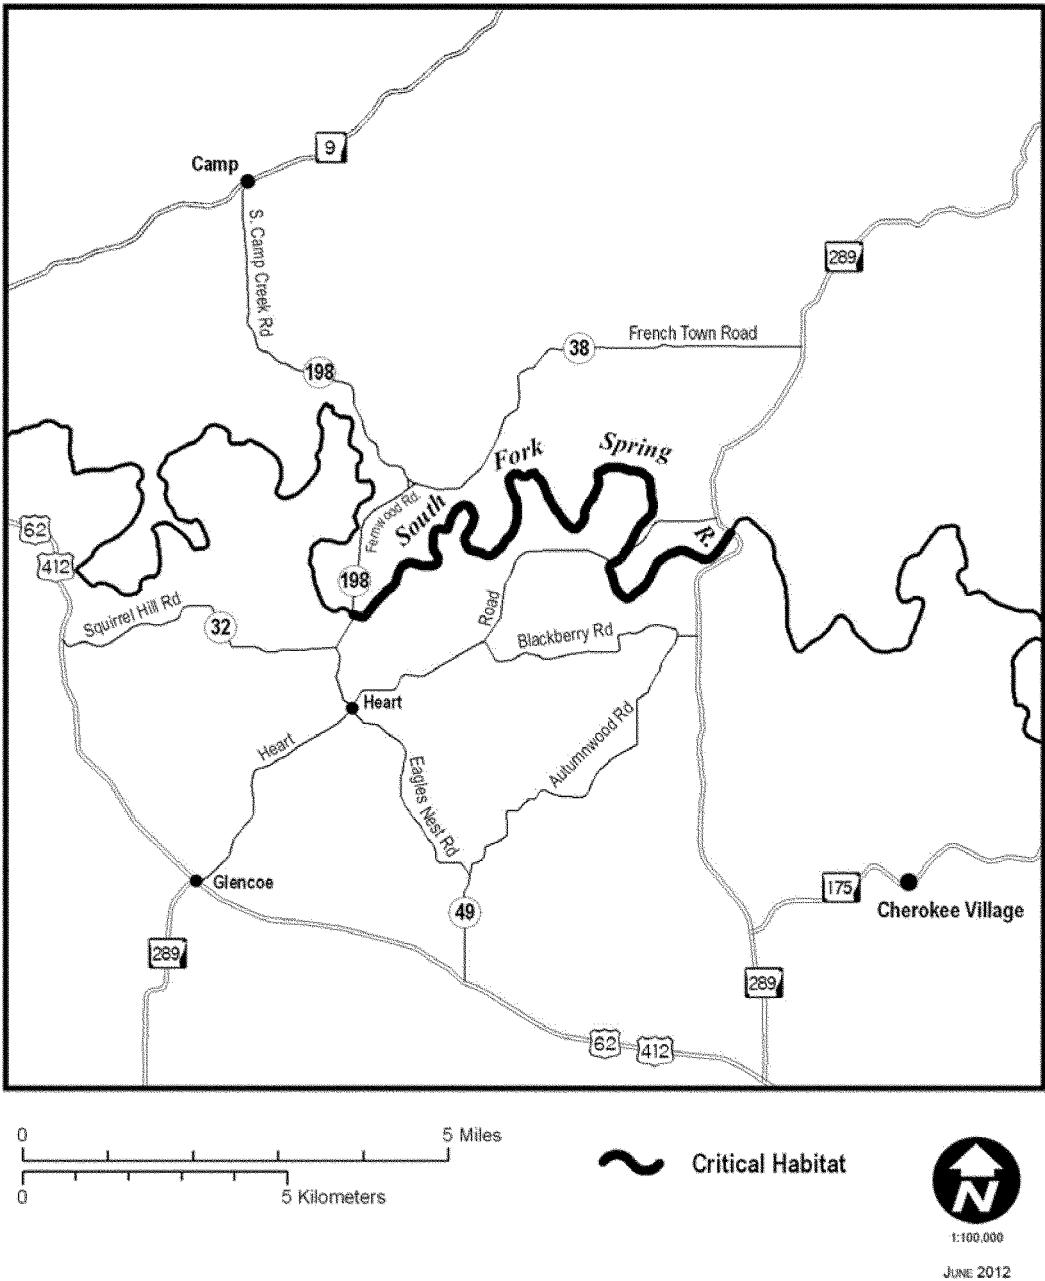 9
Camp
S. Camp Creek Rd
289
French Town Road
38
198
Fork
Spring
South
Fernwood Rd.
R.
62
412
198
Squirrel Hill Rd
32
Road
Blackberry Rd
Heart
Heart
Eagles Nest Rd
Autumnwood Rd
Glencoe
175
Cherokee Village
49
289
289
62
412
0
5 Miles
0
5 Kilometers
Critical Habitat
N
1:100,000
JUNE 2012